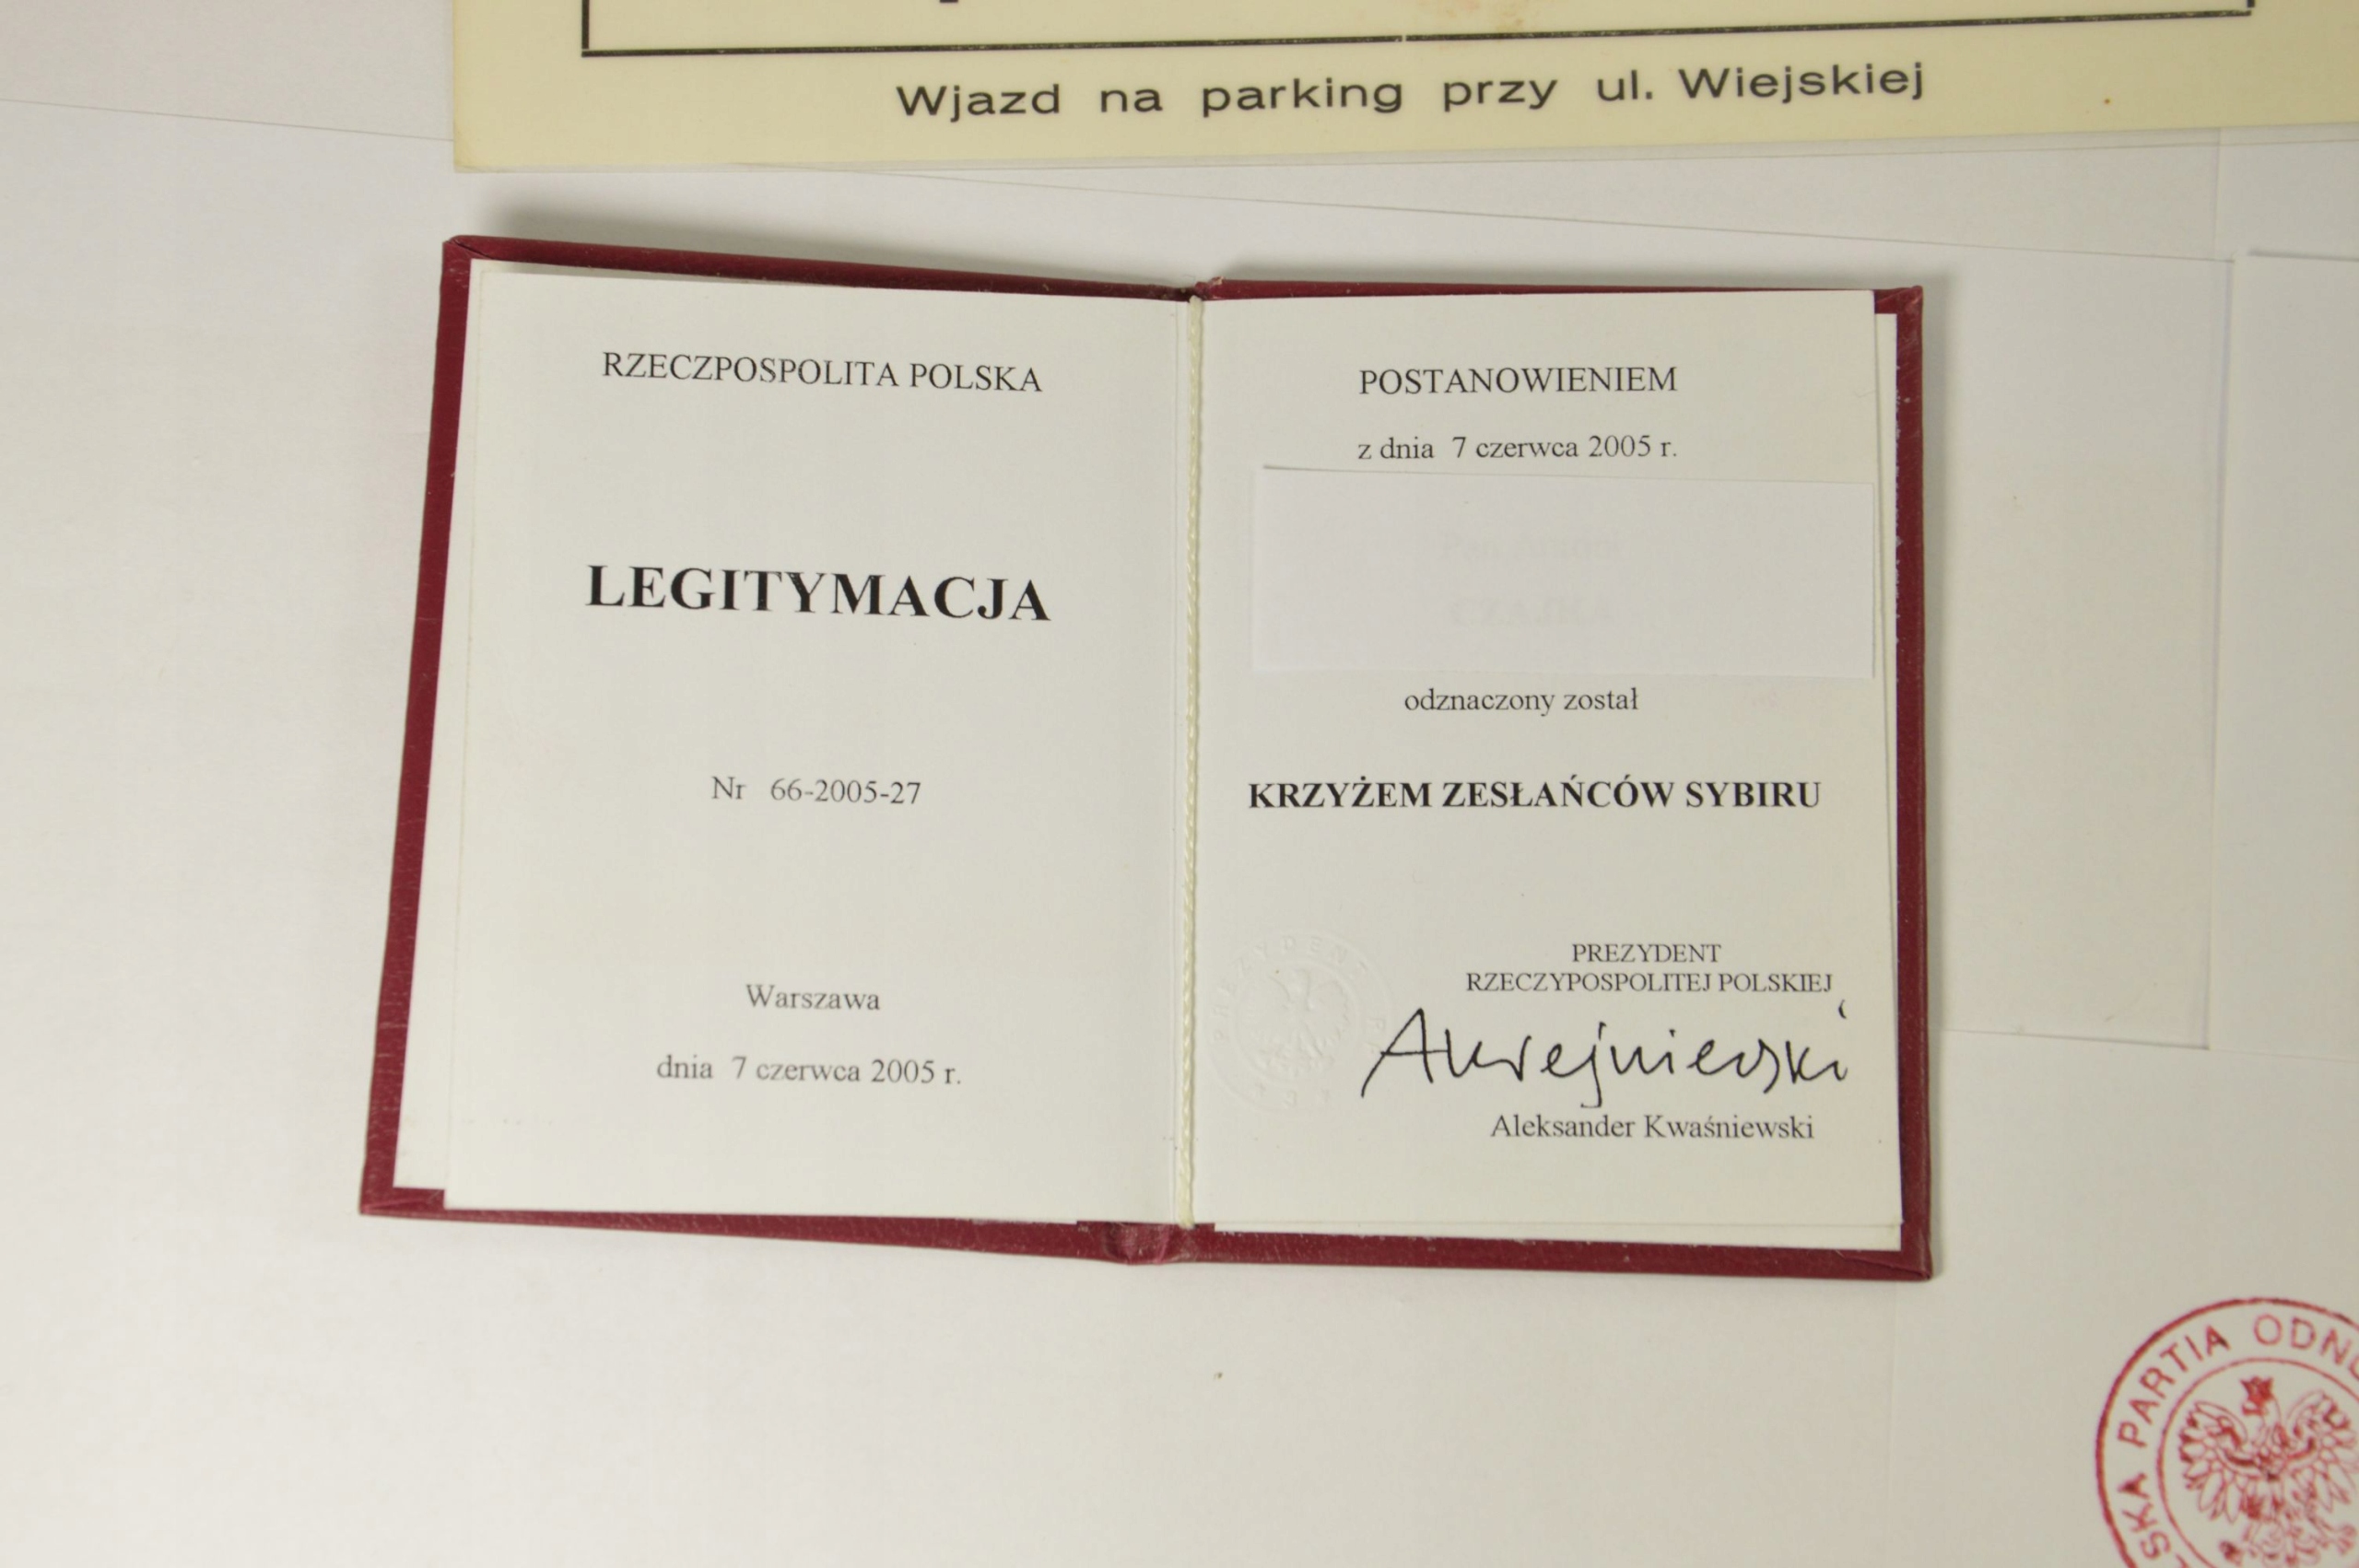 Wjazd na parking przy ul. Wiejskiej
RZECZPOSPOLITA POLSKA
LEGITYMACJA
Nr 66-2005-27
Warszawa
dnia 7 czerwca 2005 r.
POSTANOWIENIEM
z dnia 7 czerwca 2005 r.
odznaczony został
KRZYŻEM ZESŁAŃCÓW SYBIRU
PREZYDENT
RZECZYPOSPOLITEJ POLSKIEJ
Aleksander Kwaśniewski
PARTIA